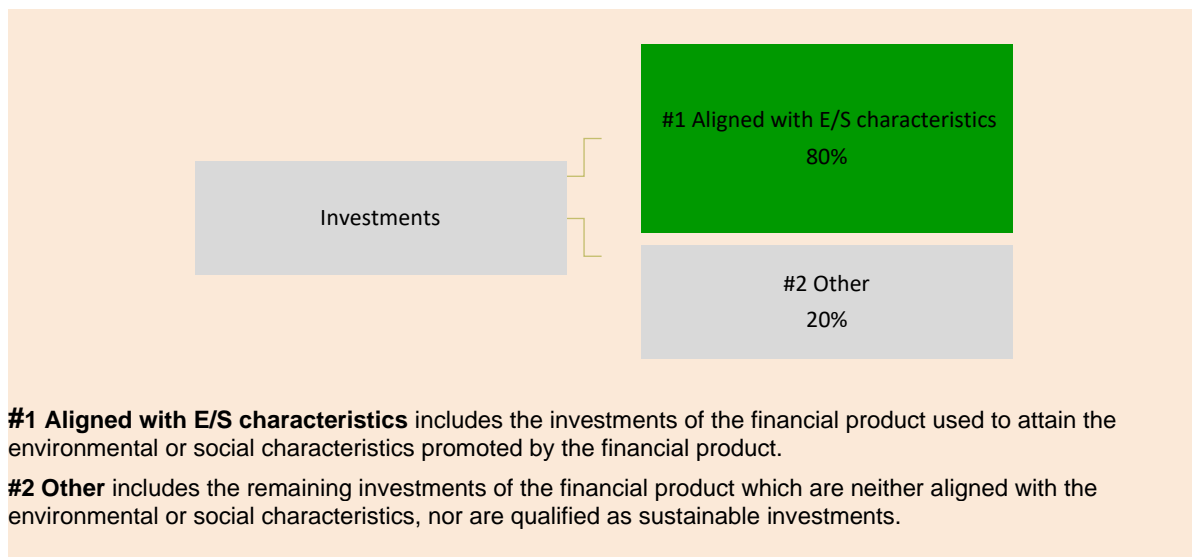 #1 Aligned with E/S characteristics
80%
Investments
#2 Other
20%
#1 Aligned with E/S characteristics includes the investments of the financial product used to attain the
environmental or social characteristics promoted by the financial product.
#2 Other includes the remaining investments of the financial product which are neither aligned with the
environmental or social characteristics, nor are qualified as sustainable investments.